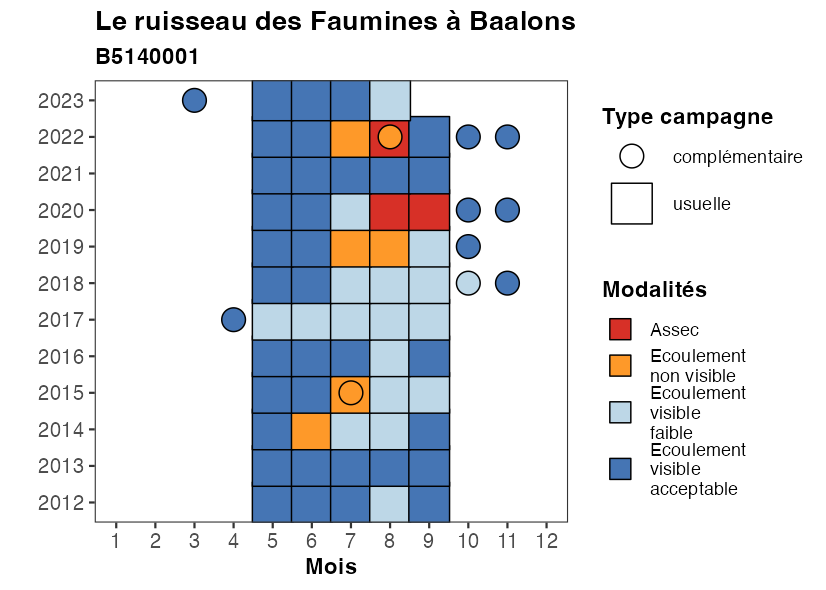 Le ruisseau des Faumines à Baalons
B5140001
2023
2022
2021
2020
2019
2018
2017
2016
2015
2014
2013
2012
1 2 3 4 5 6 7 8 9 10 11 12
Mois
Type campagne
complémentaire
usuelle
Modalités
Assec
Ecoulement
non visible
Ecoulement
visible
faible
Ecoulement
visible
acceptable